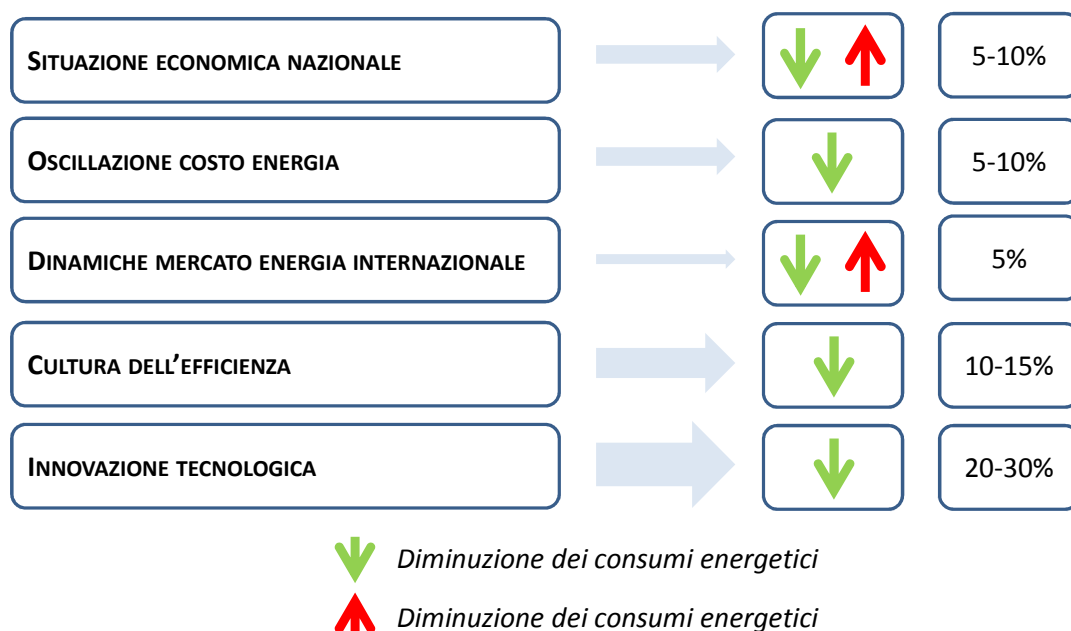 SITUAZIONE ECONOMICA NAZIONALE 5-10%
OSCILLAZIONE COSTO ENERGIA 5-10%
DINAMICHE MERCATO ENERGIA INTERNAZIONALE 5%
CULTURA DELL’EFFICIENZA 10-15%
INNOVAZIONE TECNOLOGICA 20-30%
Diminuzione dei consumi energetici
Diminuzione dei consumi energetici